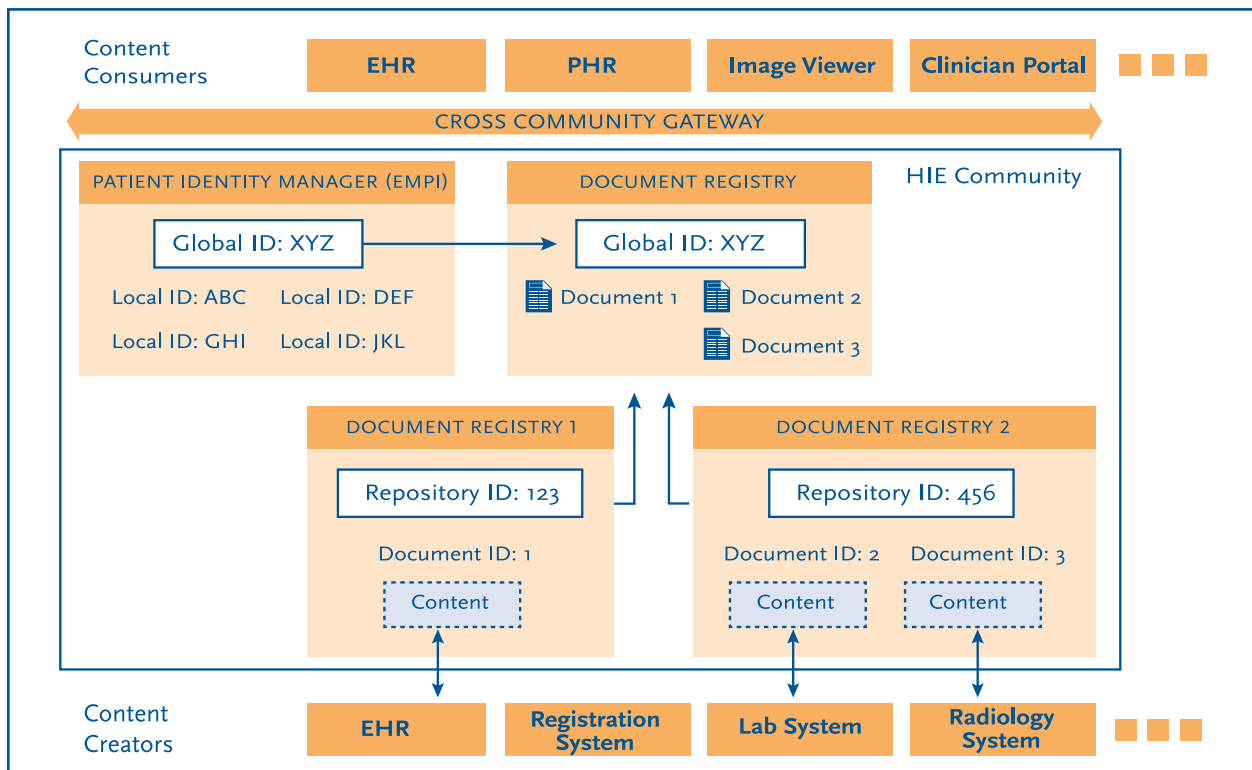 Content
Consumers
EHR
PHR
Image Viewer
Clinician Portal
CROSS COMMUNITY GATEWAY
HIE Community
PATIENT IDENTITY MANAGER (EMPI)
Global ID: XYZ
Local ID: ABC
Local ID: DEF
Local ID: GHI
Local ID: JKL
DOCUMENT REGISTRY
Global ID: XYZ
Document 1
Document 2
Document 3
DOCUMENT REGISTRY 1
Repository ID: 123
Document ID: 1
Content
DOCUMENT REGISTRY 2
Repository ID: 456
Document ID: 2
Document ID: 3
Content
Content
Content
Creators
EHR
Registration
System
Lab System
Radiology
System